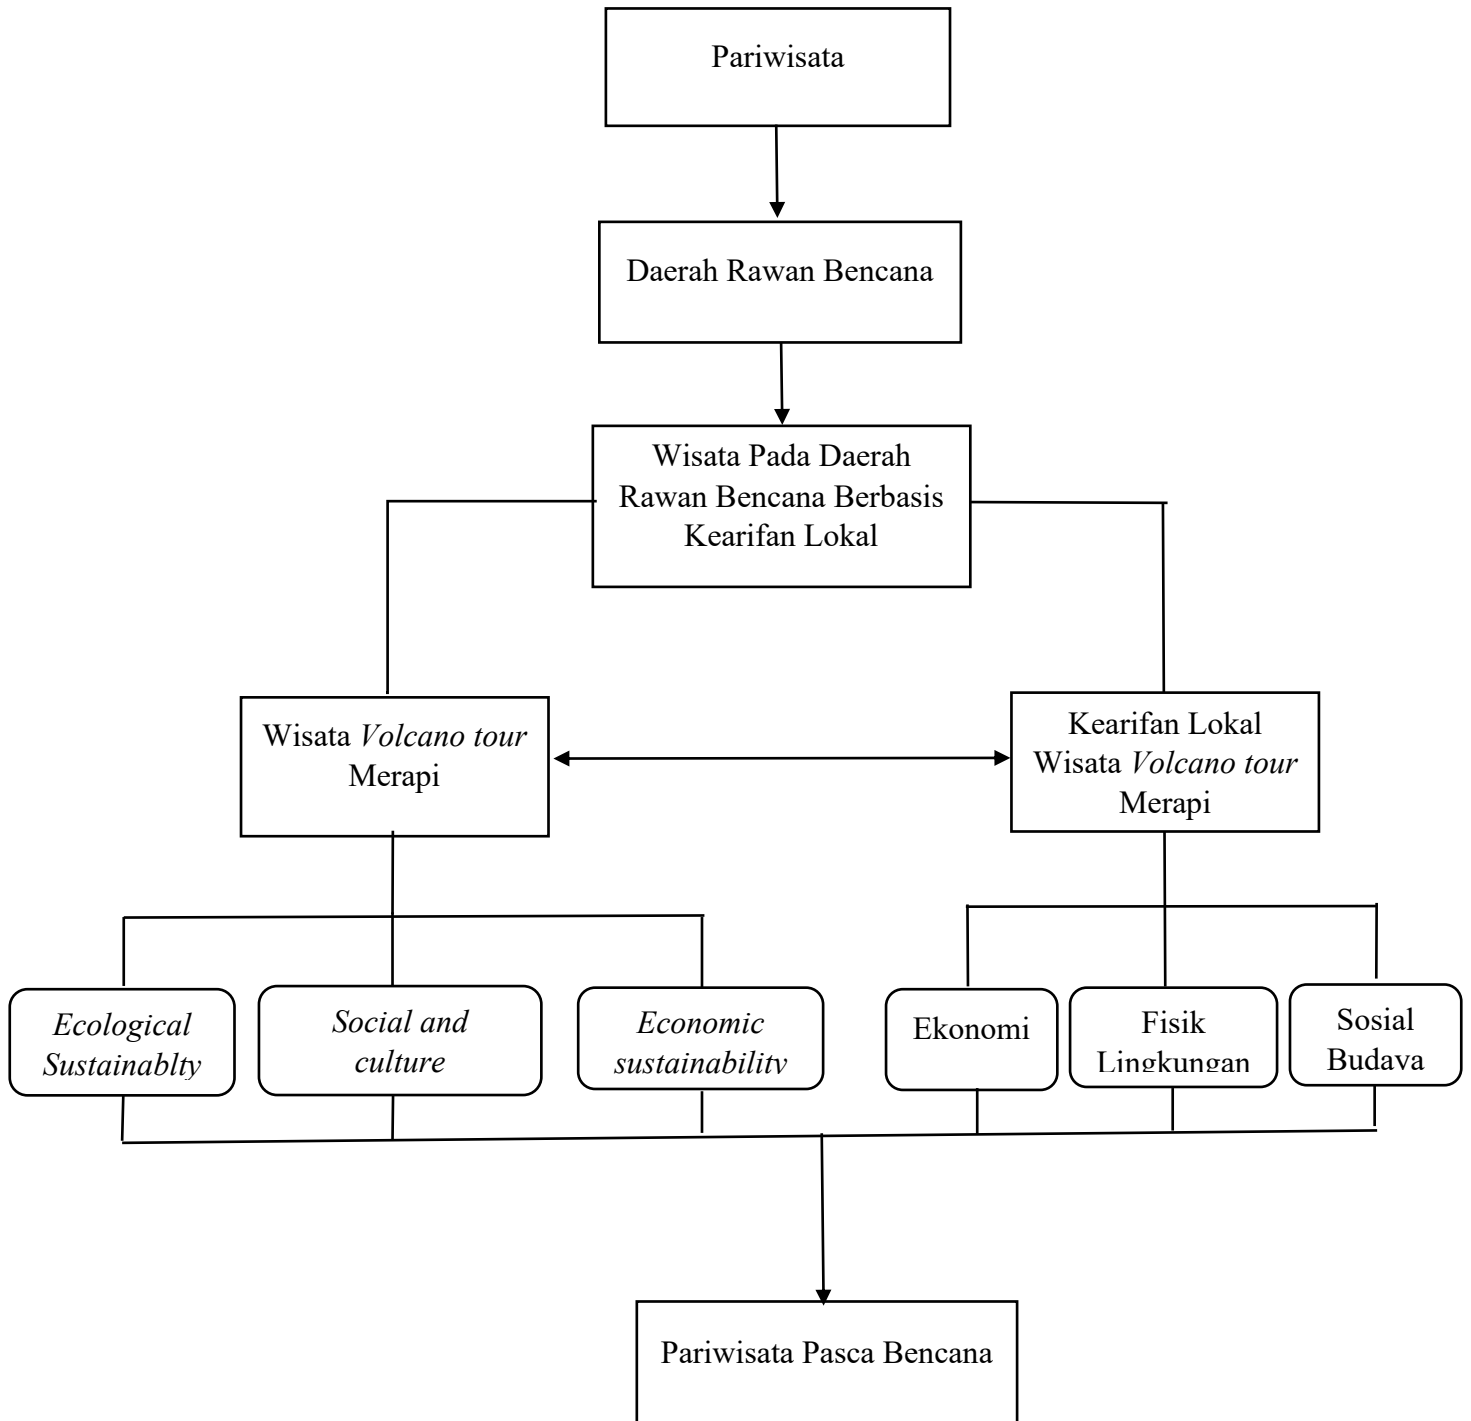 Pariwisata
Daerah Rawan Bencana
Wisata Pada Daerah
Rawan Bencana Berbasis
Kearifan Lokal
Wisata Volcano tour
Merapi
Kearifan Lokal
Wisata Volcano tour
Merapi
Ecological
Sustainablty
Social and
culture
Economic
sustainability
Ekonomi
Fisik
Lingkungan
Sosial
Budaya
Pariwisata Pasca Bencana